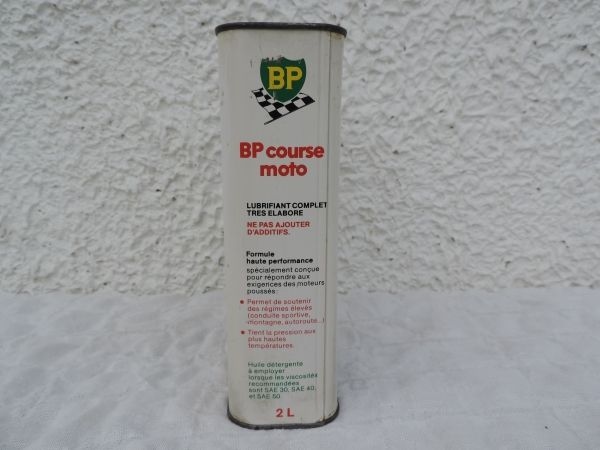 BP
BP course
moto
LUBRIFIANT COMPLET
TRES ELABORE
NE PAS AJOUTER
D'ADDITIFS.
Formule
haute performance
spécialement conçue
pour répondre aux
exigences des moteurs
poussés:
• Permet de soutenir
des régimes élevés
(conduite sportive,
montagne, autoroute...)
• Tient la pression aux
plus hautes
températures.
Huile détergente
à employer
lorsque les viscosités
recommandées
sont SAE 30, SAE 40,
et SAE 50.
2 L